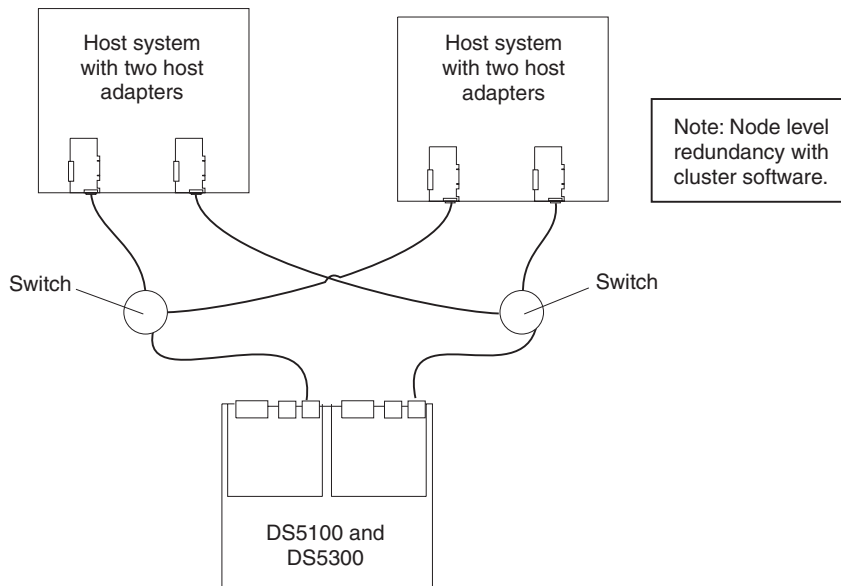 Host system
with two host
adapters
Host system
with two host
adapters
Note: Node level
redundancy with
cluster software.
Switch
Switch
DS5100 and
DS5300